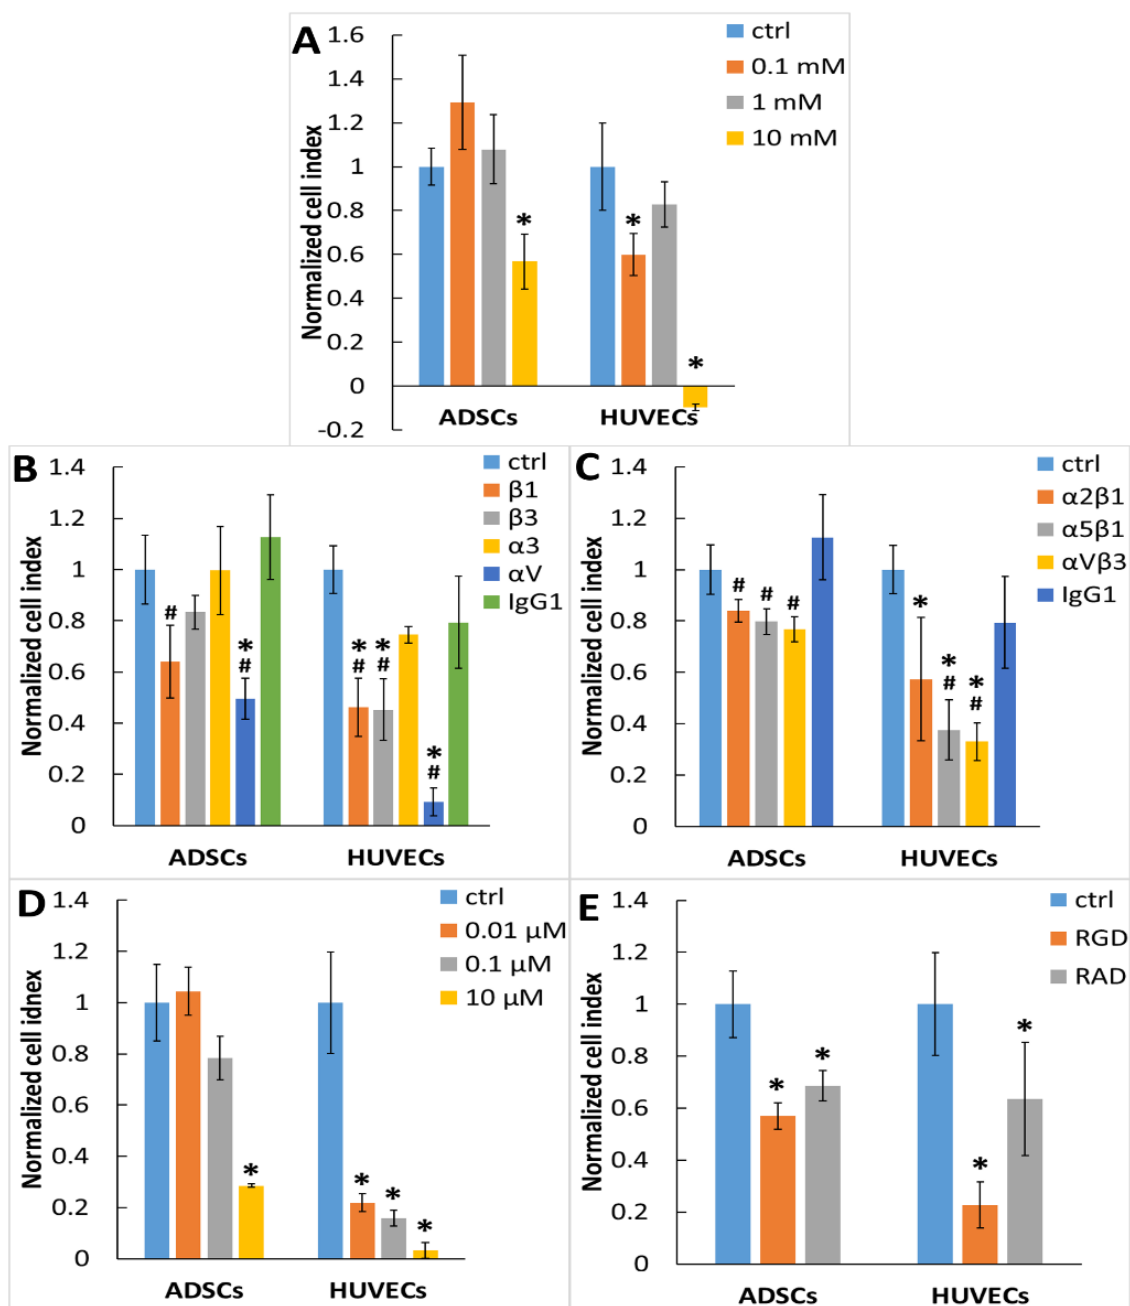 A
Normalized cell index
1.6
1.4
1.2
1
0.8
0.6
0.4
0.2
0
-0.2
ctrl
0.1 mM
1 mM
10 mM
*
*
*
ADSCs
HUVECs
B
Normalized cell index
1.4
1.2
1
0.8
0.6
0.4
0.2
0
ctrl
β1
β3
α3
αV
IgG1
#
*
#
* *
# #
*
#
ADSCs
HUVECs
C
Normalized cell index
1.4
1.2
1
0.8
0.6
0.4
0.2
0
ctrl
α2β1
α5β1
αVβ3
IgG1
# # #
*
* *
# #
ADSCs
HUVECs
D
Normalized cell idnex
1.4
1.2
1
0.8
0.6
0.4
0.2
0
ctrl
0.01 μM
0.1 μM
10 μM
*
* * *
ADSCs
HUVECs
E
Normalized cell index
1.4
1.2
1
0.8
0.6
0.4
0.2
0
ctrl
RGD
RAD
* *
* *
ADSCs
HUVECs